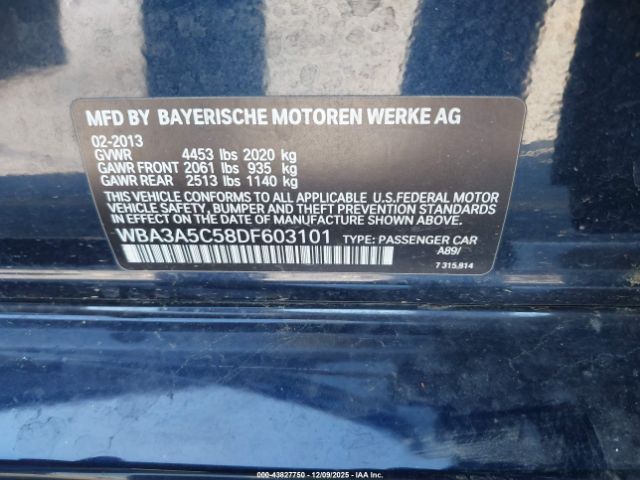 MFD BY BAYERISCHE MOTOREN WERKE AG
02-2013
GVWR 4453 lbs 2020 kg
GAWR FRONT 2061 lbs 935 kg
GAWR REAR 2513 lbs 1140 kg
THIS VEHICLE CONFORMS TO ALL APPLICABLE U.S.FEDERAL MOTOR
VEHICLE SAFETY, BUMPER, AND THEFT PREVENTION STANDARDS
IN EFFECT ON THE DATE OF MANUFACTURE SHOWN ABOVE.
WBA3A5C58DF603101 TYPE: PASSENGER CAR
A89/
7 315.914
000-43827750 | 12/09/2025 - IAA INC.